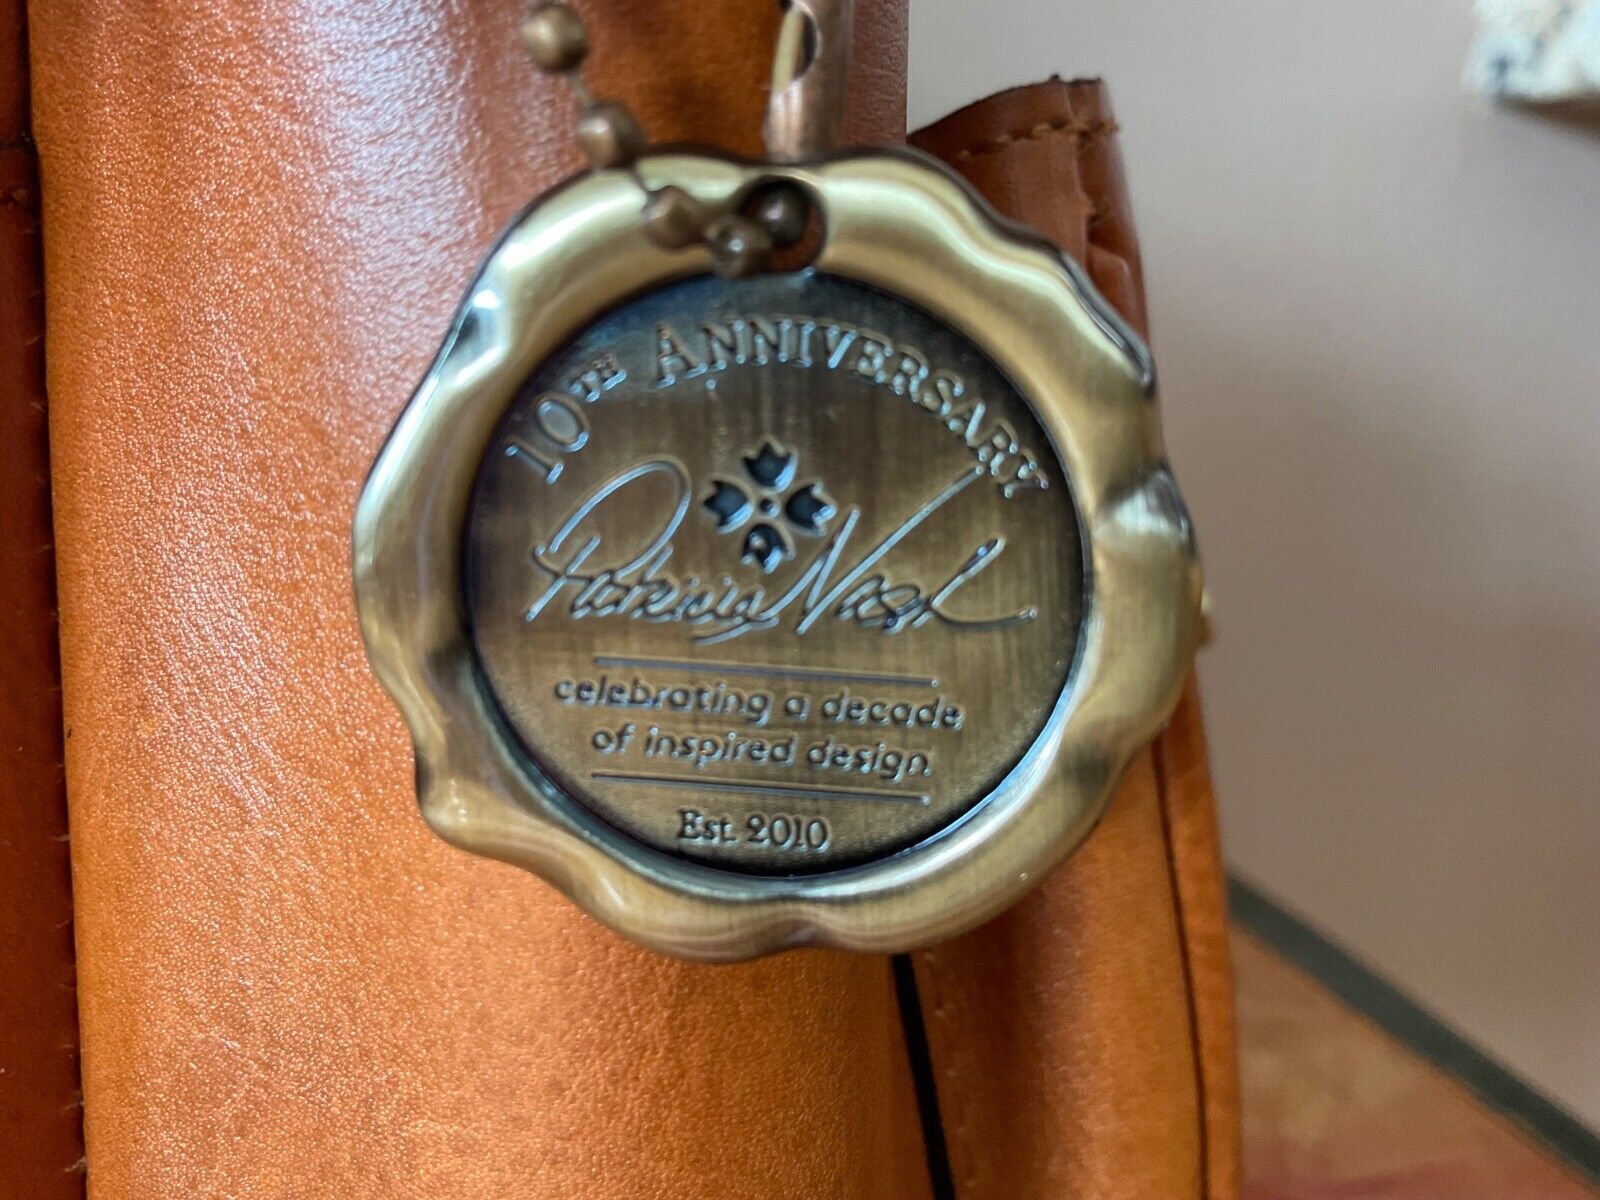 10TH ANNIVERSARY
Patricia Nash
celebrating a decade
of inspired design.
Est. 2010